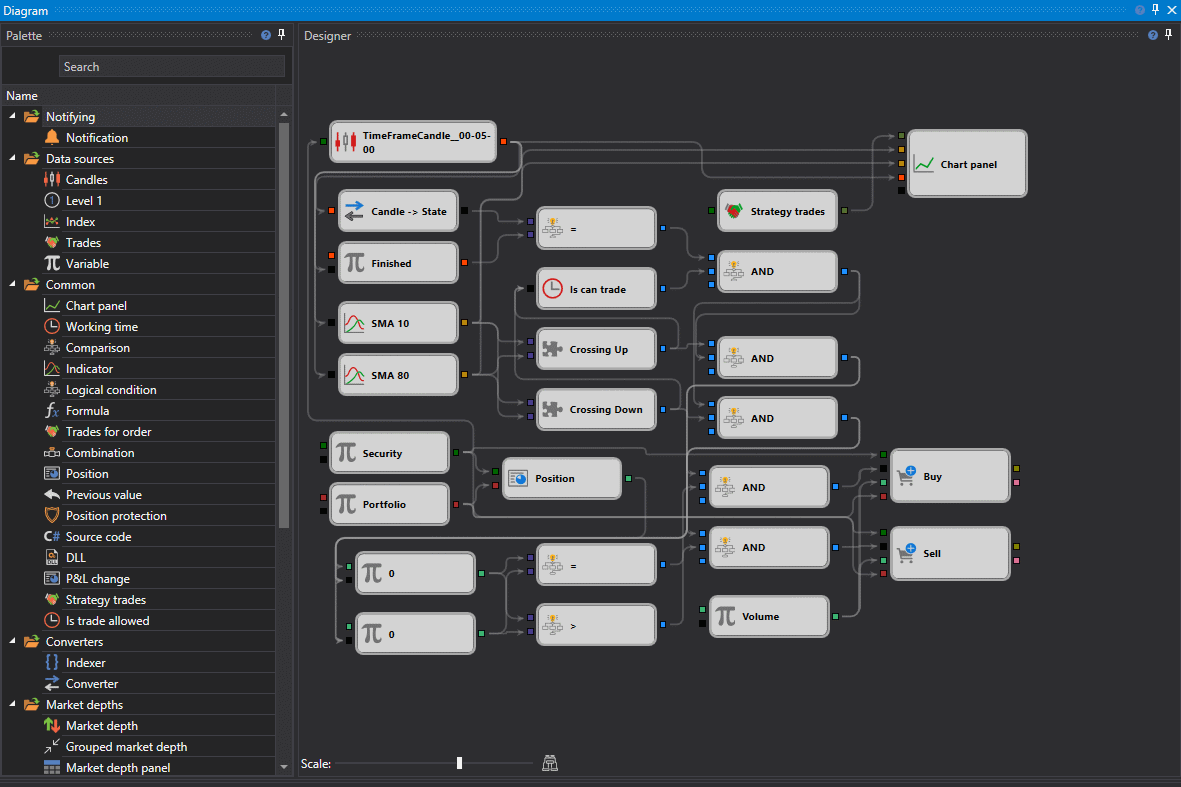 Diagram
Palette
Search
Name
Notifying
Notification
Data sources
Candles
Level 1
Index
Trades
Variable
Common
Chart panel
Working time
Comparison
Indicator
Logical condition
Formula
Trades for order
Combination
Position
Previous value
Position protection
Source code
DLL
P&L change
Strategy trades
Is trade allowed
Converters
Indexer
Converter
Market depths
Market depth
Grouped market depth
Market depth panel
Designer
TimeFrameCandle__00-05-
00
Chart panel
Candle -> State
Strategy trades
=
Finished
AND
Is can trade
SMA 10
Crossing Up
AND
SMA 80
Crossing Down
AND
Security
Position
Buy
AND
Portfolio
Sell
AND
0
=
Volume
0
>
Scale: